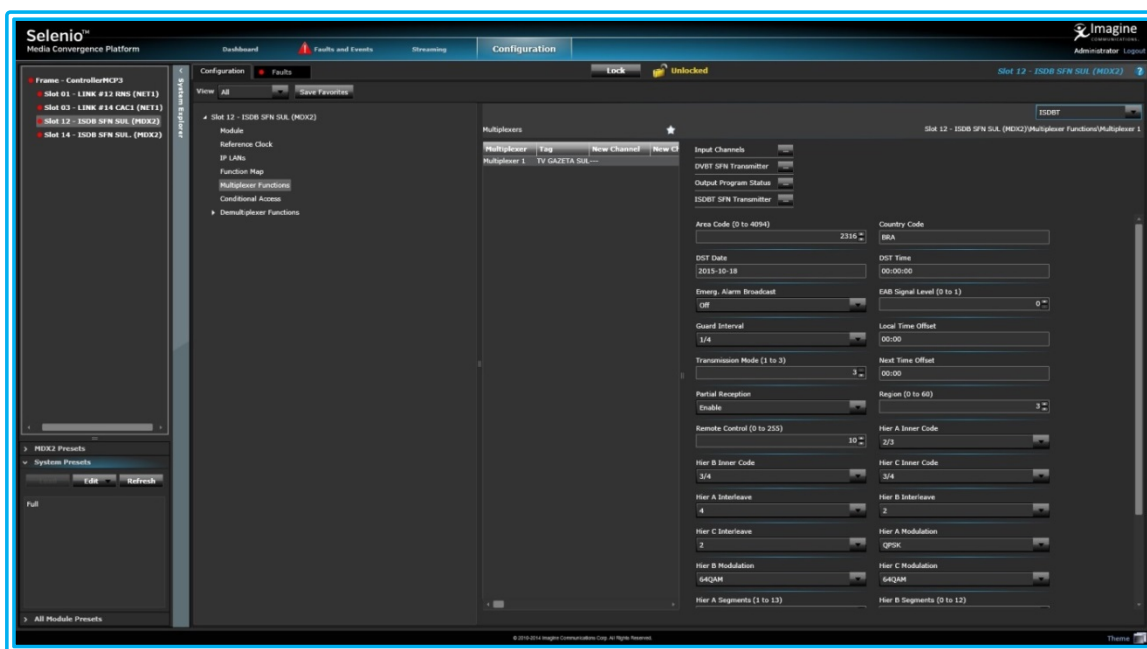 Selenio™
Media Convergence Platform
Dashboard
Faults and Events
Streaming
Configuration
Imagine
COMMUNICATIONS
Administrator Logout
Frame - ControllerMCP3
Slot 01 - LINK #12 RNS (NET1)
Slot 03 - LINK #14 CAC1 (NET1)
Slot 12 - ISDB SFN SUL (MDX2)
Slot 14 - ISDB SFN SUL. (MDX2)
System Explorer
Configuration
Faults
Lock
Unlocked
Slot 12 - ISDB SFN SUL (MDX2) ?
View All
Save Favorites
Slot 12 - ISDB SFN SUL (MDX2)
Module
Reference Clock
IP LANs
Function Map
Multiplexer Functions
Conditional Access
Demultiplexer Functions
Multiplexers
Multiplexer Tag New Channel New Cl
Multiplexer 1 TV GAZETA SUL ---
ISDBT
Slot 12 - ISDB SFN SUL (MDX2)\Multiplexer Functions\Multiplexer 1
Input Channels
DVBT SFN Transmitter
Output Program Status
ISDBT SFN Transmitter
Area Code (0 to 4094) Country Code
2316 BRA
DST Date DST Time
2015-10-18 00:00:00
Emerg. Alarm Broadcast EAB Signal Level (0 to 1)
Off 0
Guard Interval Local Time Offset
1/4 00:00
Transmission Mode (1 to 3) Next Time Offset
3 00:00
Partial Reception Region (0 to 60)
Enable 3
Remote Control (0 to 255) Hier A Inner Code
10 2/3
Hier B Inner Code Hier C Inner Code
3/4 3/4
Hier A Interleave Hier B Interleave
4 2
Hier C Interleave Hier A Modulation
2 QPSK
Hier B Modulation Hier C Modulation
64QAM 64QAM
Hier A Segments (1 to 13) Hier B Segments (0 to 12)
MDX2 Presets
System Presets
Edit Refresh
Full
All Module Presets
© 2010-2014 Imagine Communications Corp. All Rights Reserved.
Theme